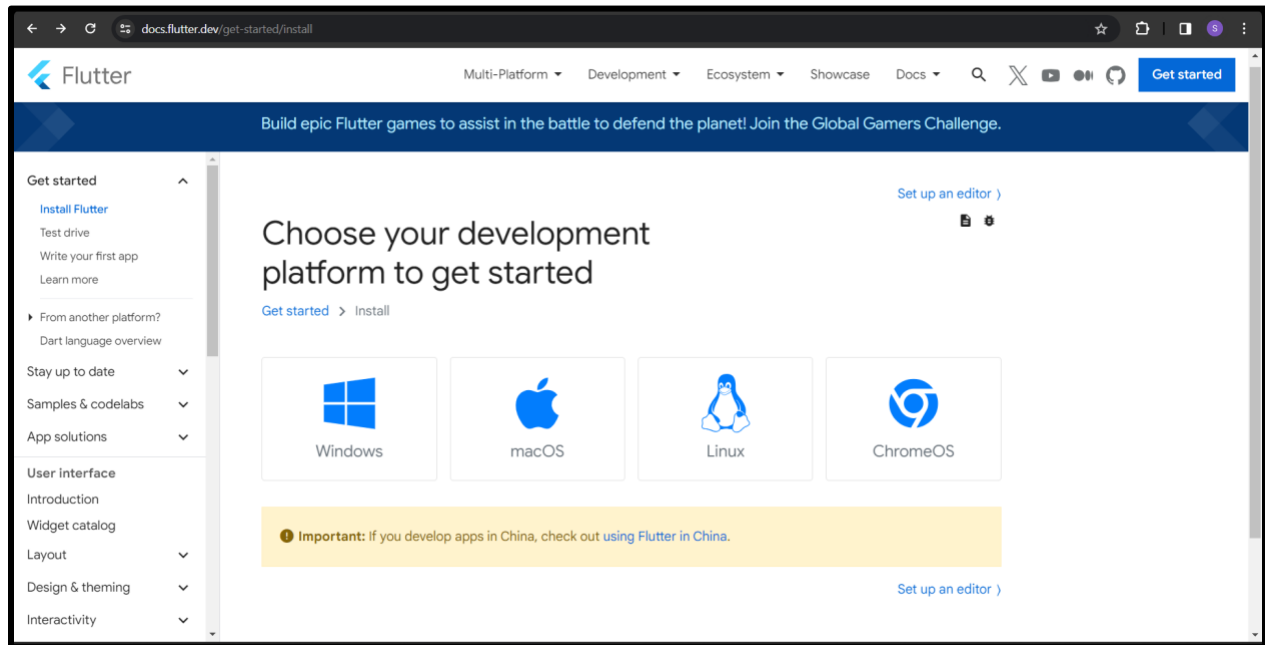 docs.flutter.dev/get-started/install
S
Flutter
Multi-Platform
Development
Ecosystem
Showcase
Docs
Get started
Build epic Flutter games to assist in the battle to defend the planet! Join the Global Gamers Challenge.
Get started
Install Flutter
Test drive
Write your first app
Learn more
From another platform?
Dart language overview
Stay up to date
Samples & codelabs
App solutions
User interface
Introduction
Widget catalog
Layout
Design & theming
Interactivity
Set up an editor
Choose your development
platform to get started
Get started > Install
Windows
macOS
Linux
ChromeOS
Important: If you develop apps in China, check out using Flutter in China.
Set up an editor